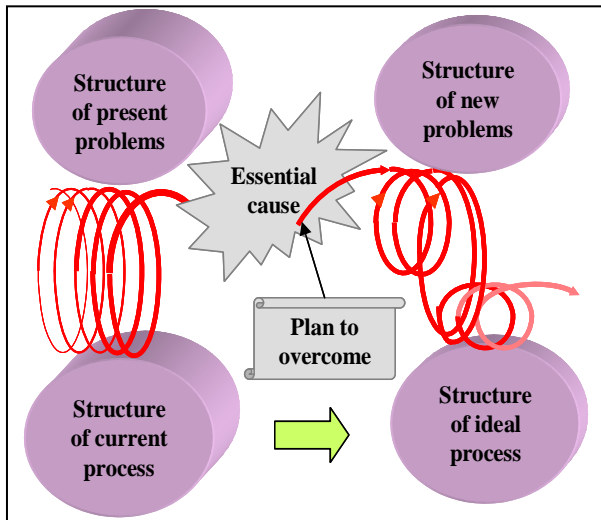 Structure
of present
problems
Structure
of new
problems
Essential
cause
Plan to
overcome
Structure
of current
process
Structure
of ideal
process